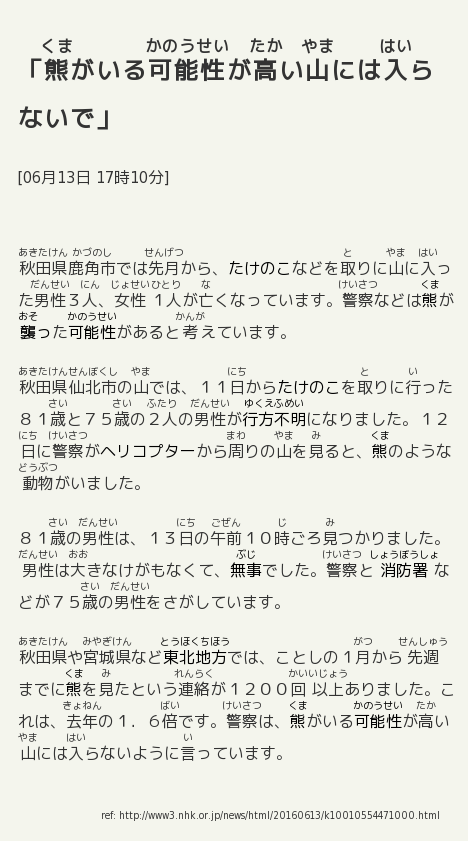 くま かのうせい たか やま はい
「熊がいる可能性が高い山には入ら
ないで」
[06月13日 17時10分]
あきたけん かづのし せんげつ と やま はい
秋田県鹿角市では先月から、たけのこなどを取りに山に入っ
だんせい にん じょせい ひとり な けいさつ くま
た男性３人、女性 １人が亡くなっています。警察などは熊が
おそ かのうせい かんが
襲った可能性があると考えています。
あきたけんせんぼくし やま にち と い
秋田県仙北市の山では、１１日からたけのこを取りに行った
さい さい ふたり だんせい ゆくえふめい
８１歳と７５歳の２人の男性が行方不明になりました。１２
にち けいさつ まわ やま み くま
日に警察がヘリコプターから周りの山を見ると、熊のような
どうぶつ
動物がいました。
さい だんせい にち ごぜん じ み
８１歳の男性は、１３日の午前１０時ごろ見つかりました。
だんせい おお ぶじ けいさつ しょうぼうしょ
男性は大きなけがもなくて、無事でした。警察と 消防署 な
さい だんせい
どが７５歳の男性をさがしています。
あきたけん みやぎけん とうほくちほう がつ せんしゅう
秋田県や宮城県など東北地方では、ことしの１月から 先週
くま み れんらく かいいじょう
までに熊を見たという連絡が１２００回 以上ありました。こ
きょねん ばい けいさつ くま かのうせい たか
れは、去年の１．６倍です。警察は、熊がいる可能性が高い
やま はい い
山には入らないように言っています。
ref: http://www3.nhk.or.jp/news/html/20160613/k10010554471000.html